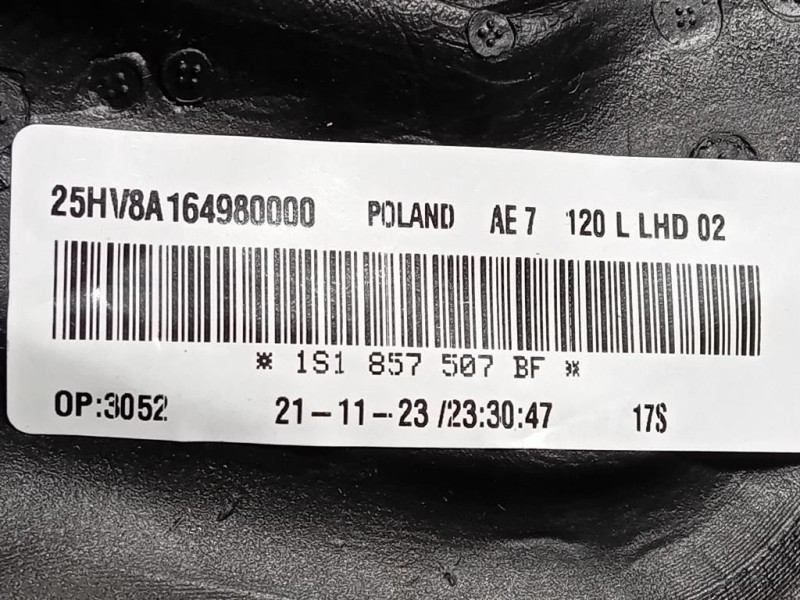 25HV8A164980000 POLAND AE 7 120 L LHD 02
* 1S1 857 507 BF *
OP:3052 21-11-23 /23:30:47 17S